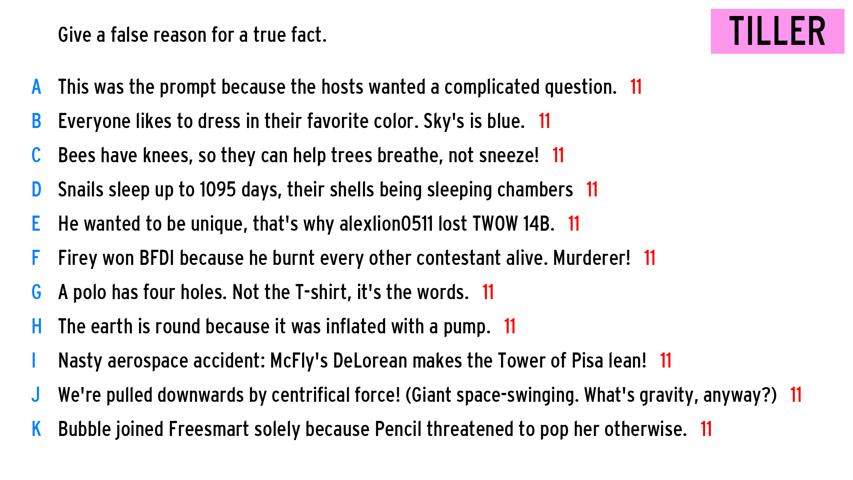 Give a false reason for a true fact.
TILLER
A This was the prompt because the hosts wanted a complicated question. 11
B Everyone likes to dress in their favorite color. Sky's is blue. 11
C Bees have knees, so they can help trees breathe, not sneeze! 11
D Snails sleep up to 1095 days, their shells being sleeping chambers 11
E He wanted to be unique, that's why alexlion0511 lost TWOW 14B. 11
F Firey won BFDI because he burnt every other contestant alive. Murderer! 11
G A polo has four holes. Not the T-shirt, it's the words. 11
H The earth is round because it was inflated with a pump. 11
I Nasty aerospace accident: McFly's DeLorean makes the Tower of Pisa lean! 11
J We're pulled downwards by centrifical force! (Giant space-swinging. What's gravity, anyway?) 11
K Bubble joined Freesmart solely because Pencil threatened to pop her otherwise. 11